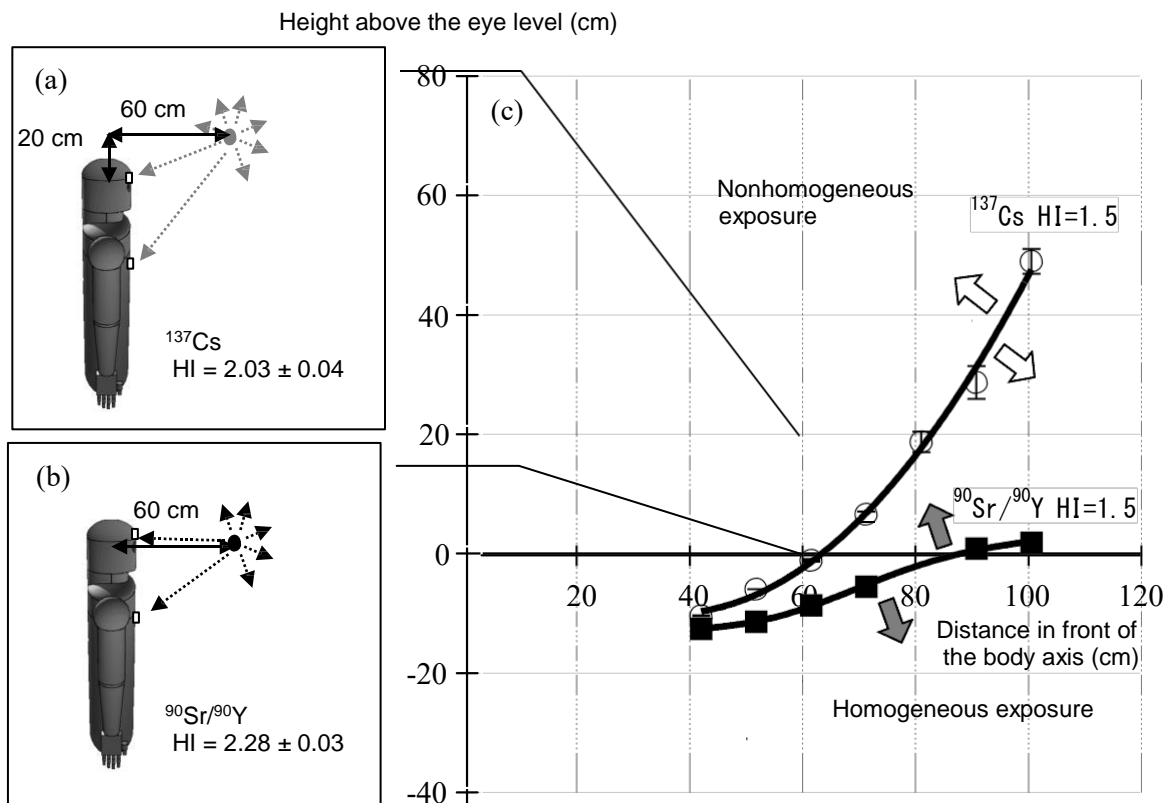 Height above the eye level (cm)
(a)
60 cm
20 cm
137Cs
HI = 2.03 ± 0.04
(b)
60 cm
90Sr/90Y
HI = 2.28 ± 0.03
(c)
80
60
40
20
0
-20
-40
20
40
60
80
100
120
Nonhomogeneous
exposure
137Cs HI=1.5
90Sr/90Y HI=1.5
Distance in front of
the body axis (cm)
Homogeneous exposure